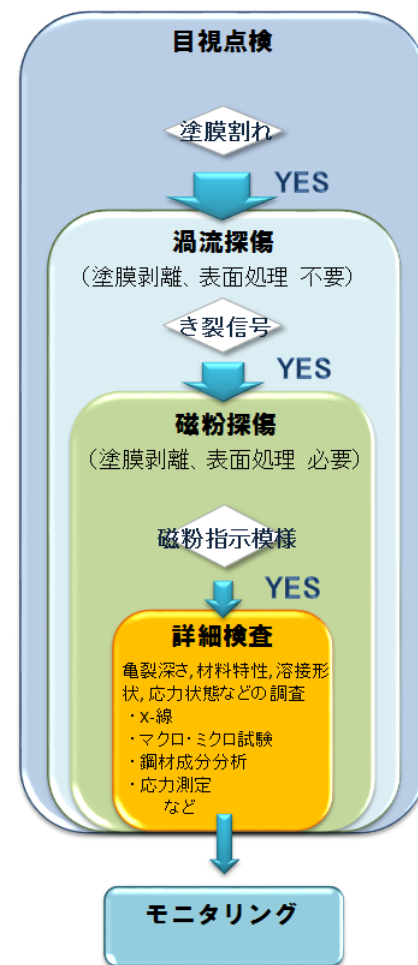 目視点検
塗膜割れ
YES
渦流探傷
（塗膜剥離、表面処理 不要）
き裂信号
YES
磁粉探傷
（塗膜剥離、表面処理 必要）
磁粉指示模様
YES
詳細検査
亀裂深さ,材料特性,溶接形
状,応力状態などの調査
・X-線
・マクロ・ミクロ試験
・鋼材成分分析
・応力測定
など
モニタリング